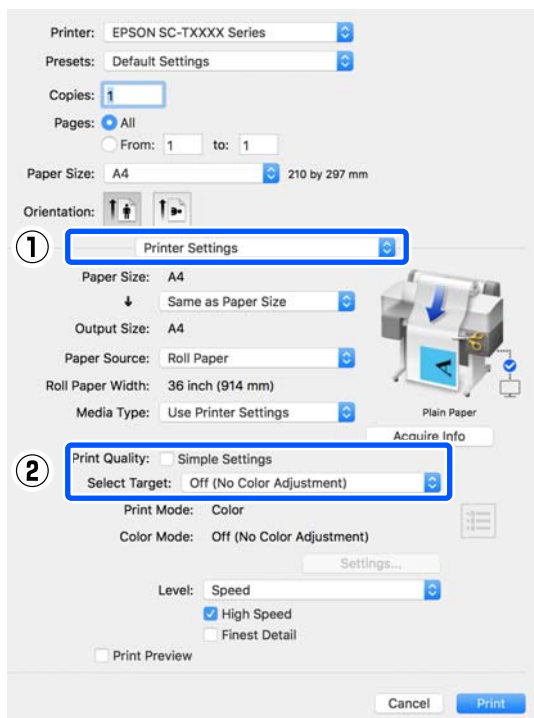 Printer: EPSON SC-TXXXX Series
Presets: Default Settings
Copies: 1
Pages: All
From: 1 to: 1
Paper Size: A4 210 by 297 mm
Orientation:
1 Printer Settings
Paper Size: A4
Same as Paper Size
Output Size: A4
Paper Source: Roll Paper
Roll Paper Width: 36 inch (914 mm)
Media Type: Use Printer Settings
Plain Paper
Acquire Info
2 Print Quality: Simple Settings
Select Target: Off (No Color Adjustment)
Print Mode: Color
Color Mode: Off (No Color Adjustment)
Settings...
Level: Speed
High Speed
Finest Detail
Print Preview
Cancel Print